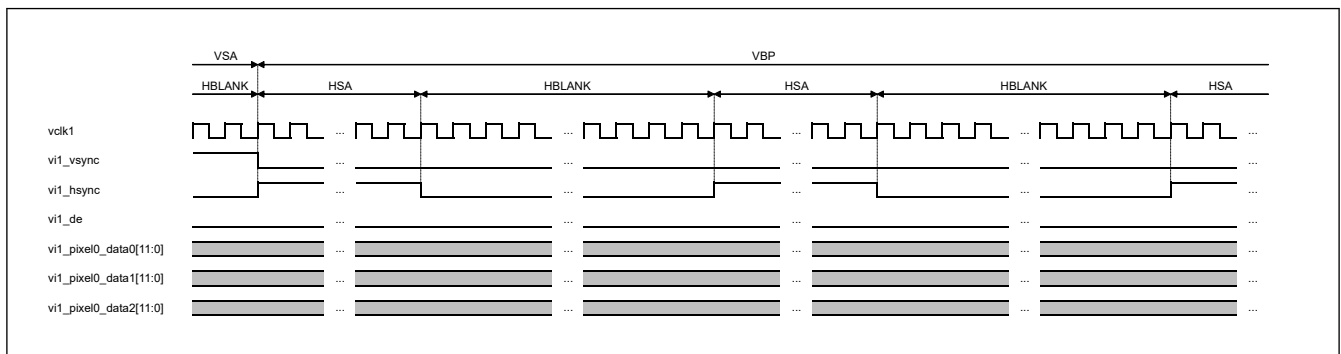 VSA VBP
HBLANK HSA HBLANK HSA HBLANK HSA
vclk1 ... ... ... ... ...
vi1_vsync ... ... ... ... ...
vi1_hsync ... ... ... ... ...
vi1_de ... ... ... ... ...
vi1_pixel0_data0[11:0] ... ... ... ... ...
vi1_pixel0_data1[11:0] ... ... ... ... ...
vi1_pixel0_data2[11:0] ... ... ... ... ...